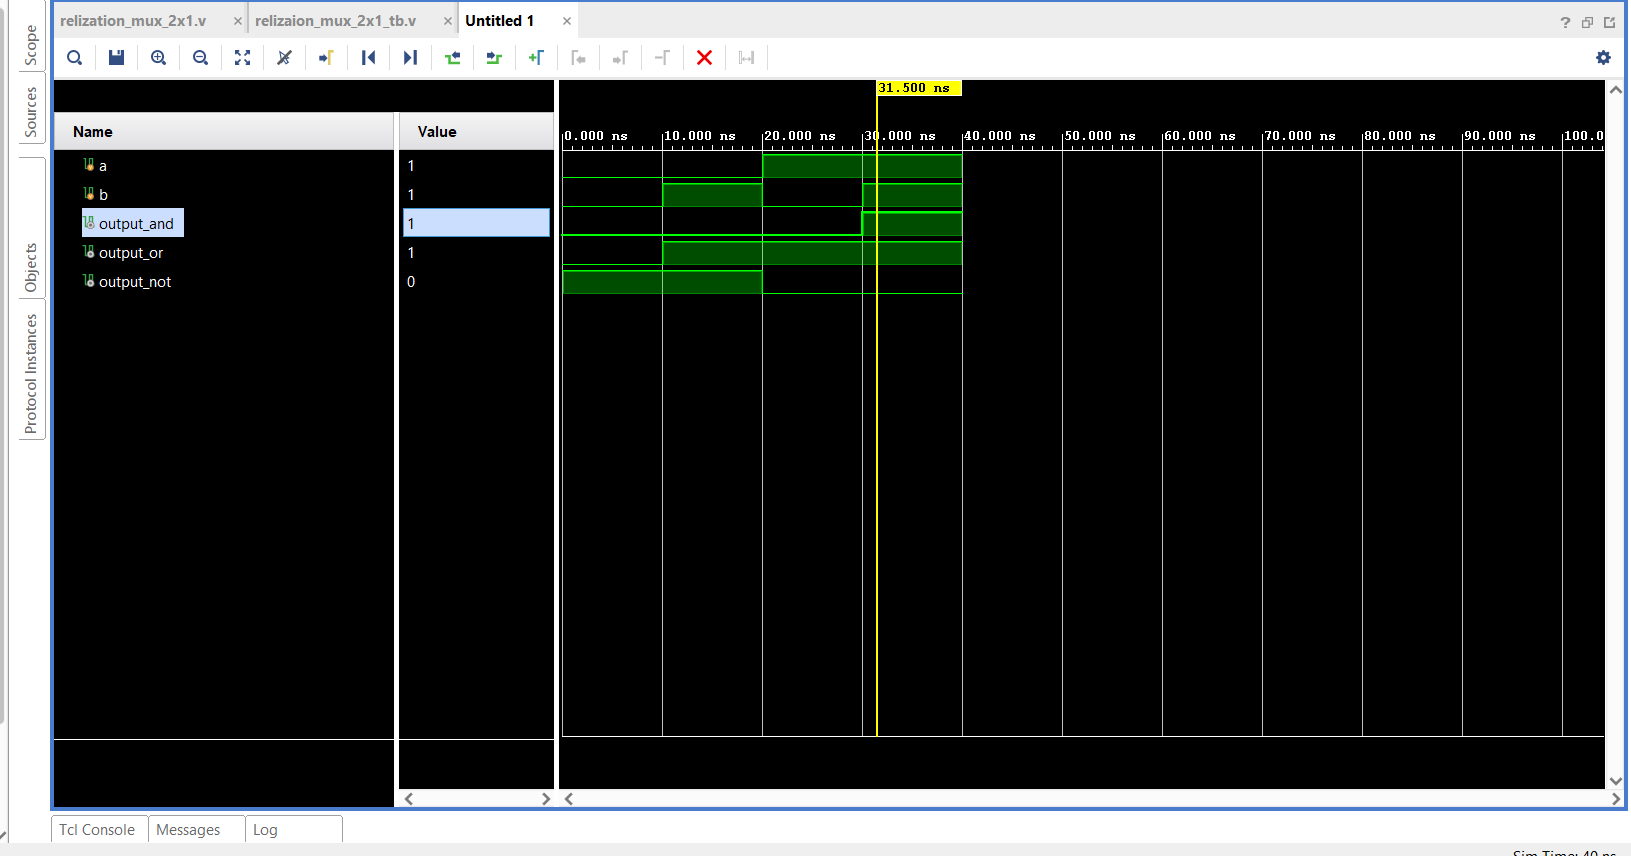 relization_mux_2x1.v
relizaion_mux_2x1_tb.v
Untitled 1
?
Scope
Sources
Objects
Protocol Instances
31.500 ns
Name
Value
0.000 ns
10.000 ns
20.000 ns
30.000 ns
40.000 ns
50.000 ns
60.000 ns
70.000 ns
80.000 ns
90.000 ns
100.0
a
1
b
1
output_and
1
output_or
1
output_not
0
Tcl Console
Messages
Log
Sim Time: 40 ns